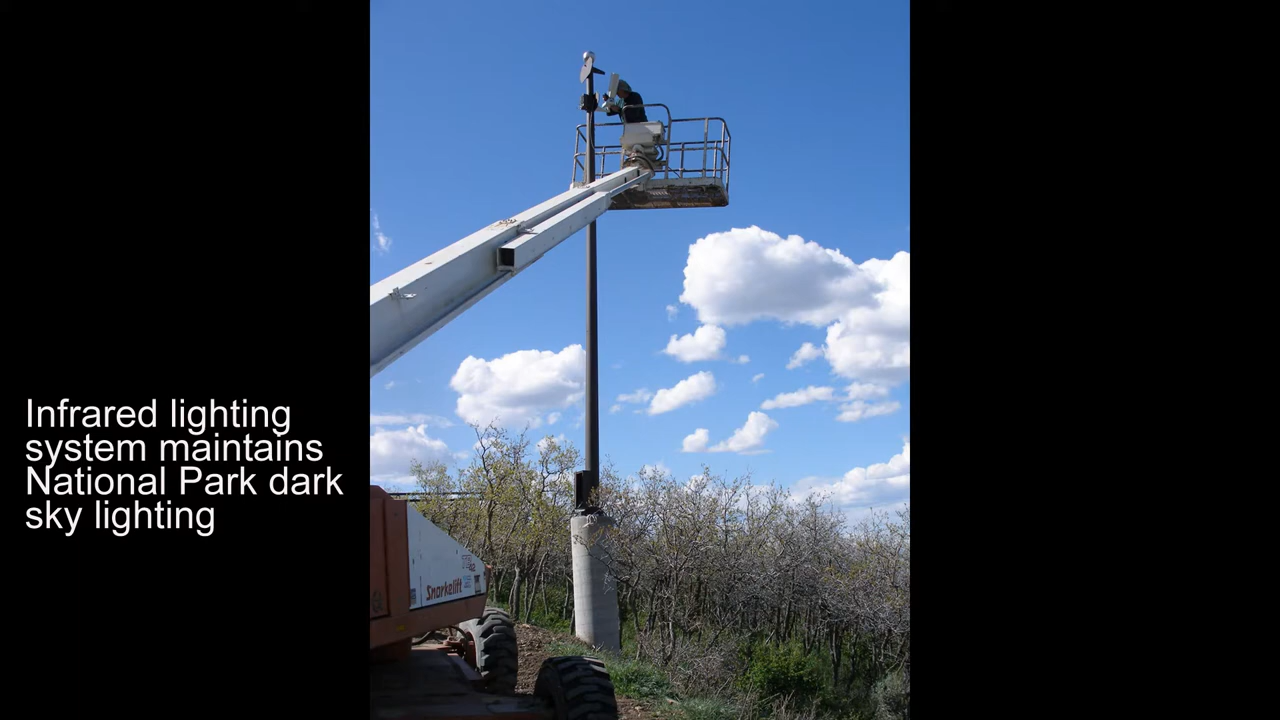 Infrared lighting
system maintains
National Park dark
sky lighting
Snorkelift